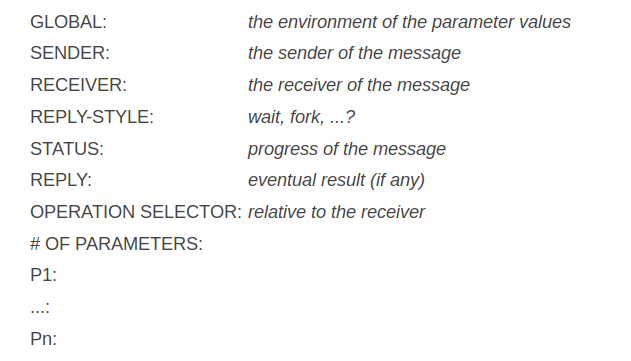 GLOBAL: the environment of the parameter values
SENDER: the sender of the message
RECEIVER: the receiver of the message
REPLY-STYLE: wait, fork, ...?
STATUS: progress of the message
REPLY: eventual result (if any)
OPERATION SELECTOR: relative to the receiver
# OF PARAMETERS:
P1:
...:
Pn: